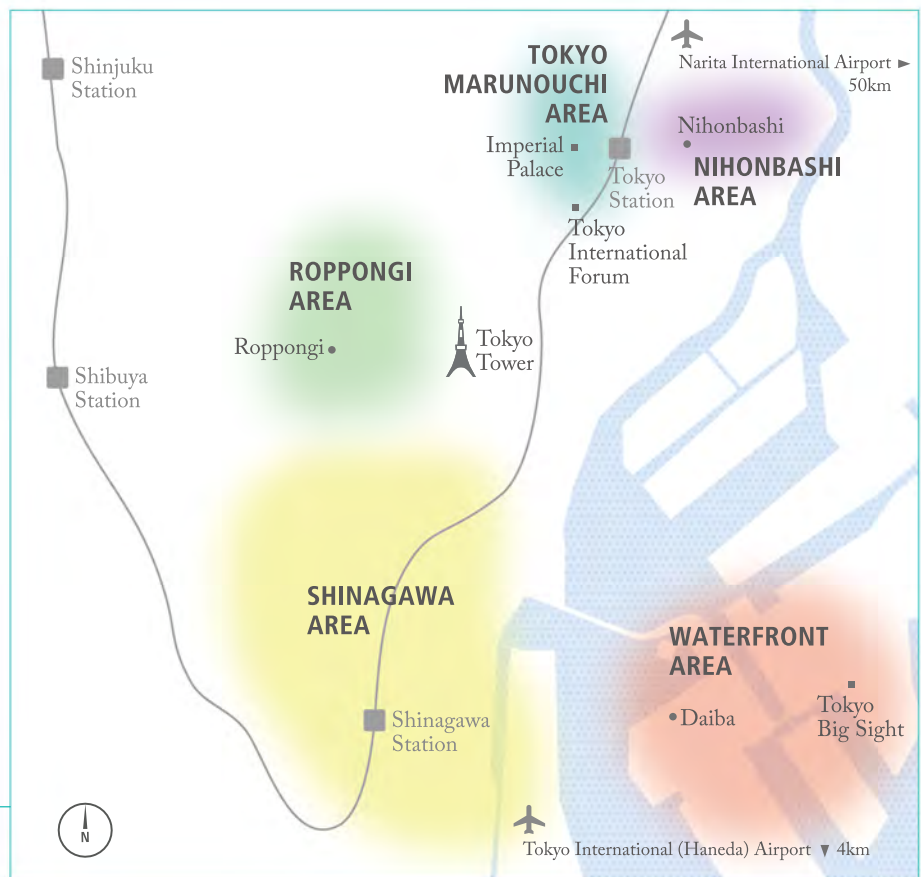 Shinjuku
Station
TOKYO
MARUNOUCHI
AREA
Narita International Airport ►
50km
Imperial
Palace
Tokyo
Station
Nihonbashi
NIHONBASHI
AREA
Tokyo
International
Forum
ROPPONGI
AREA
Roppongi
Tokyo
Tower
Shibuya
Station
SHINAGAWA
AREA
WATERFRONT
AREA
Shinagawa
Station
Daiba
Tokyo
Big Sight
N
Tokyo International (Haneda) Airport ▼ 4km